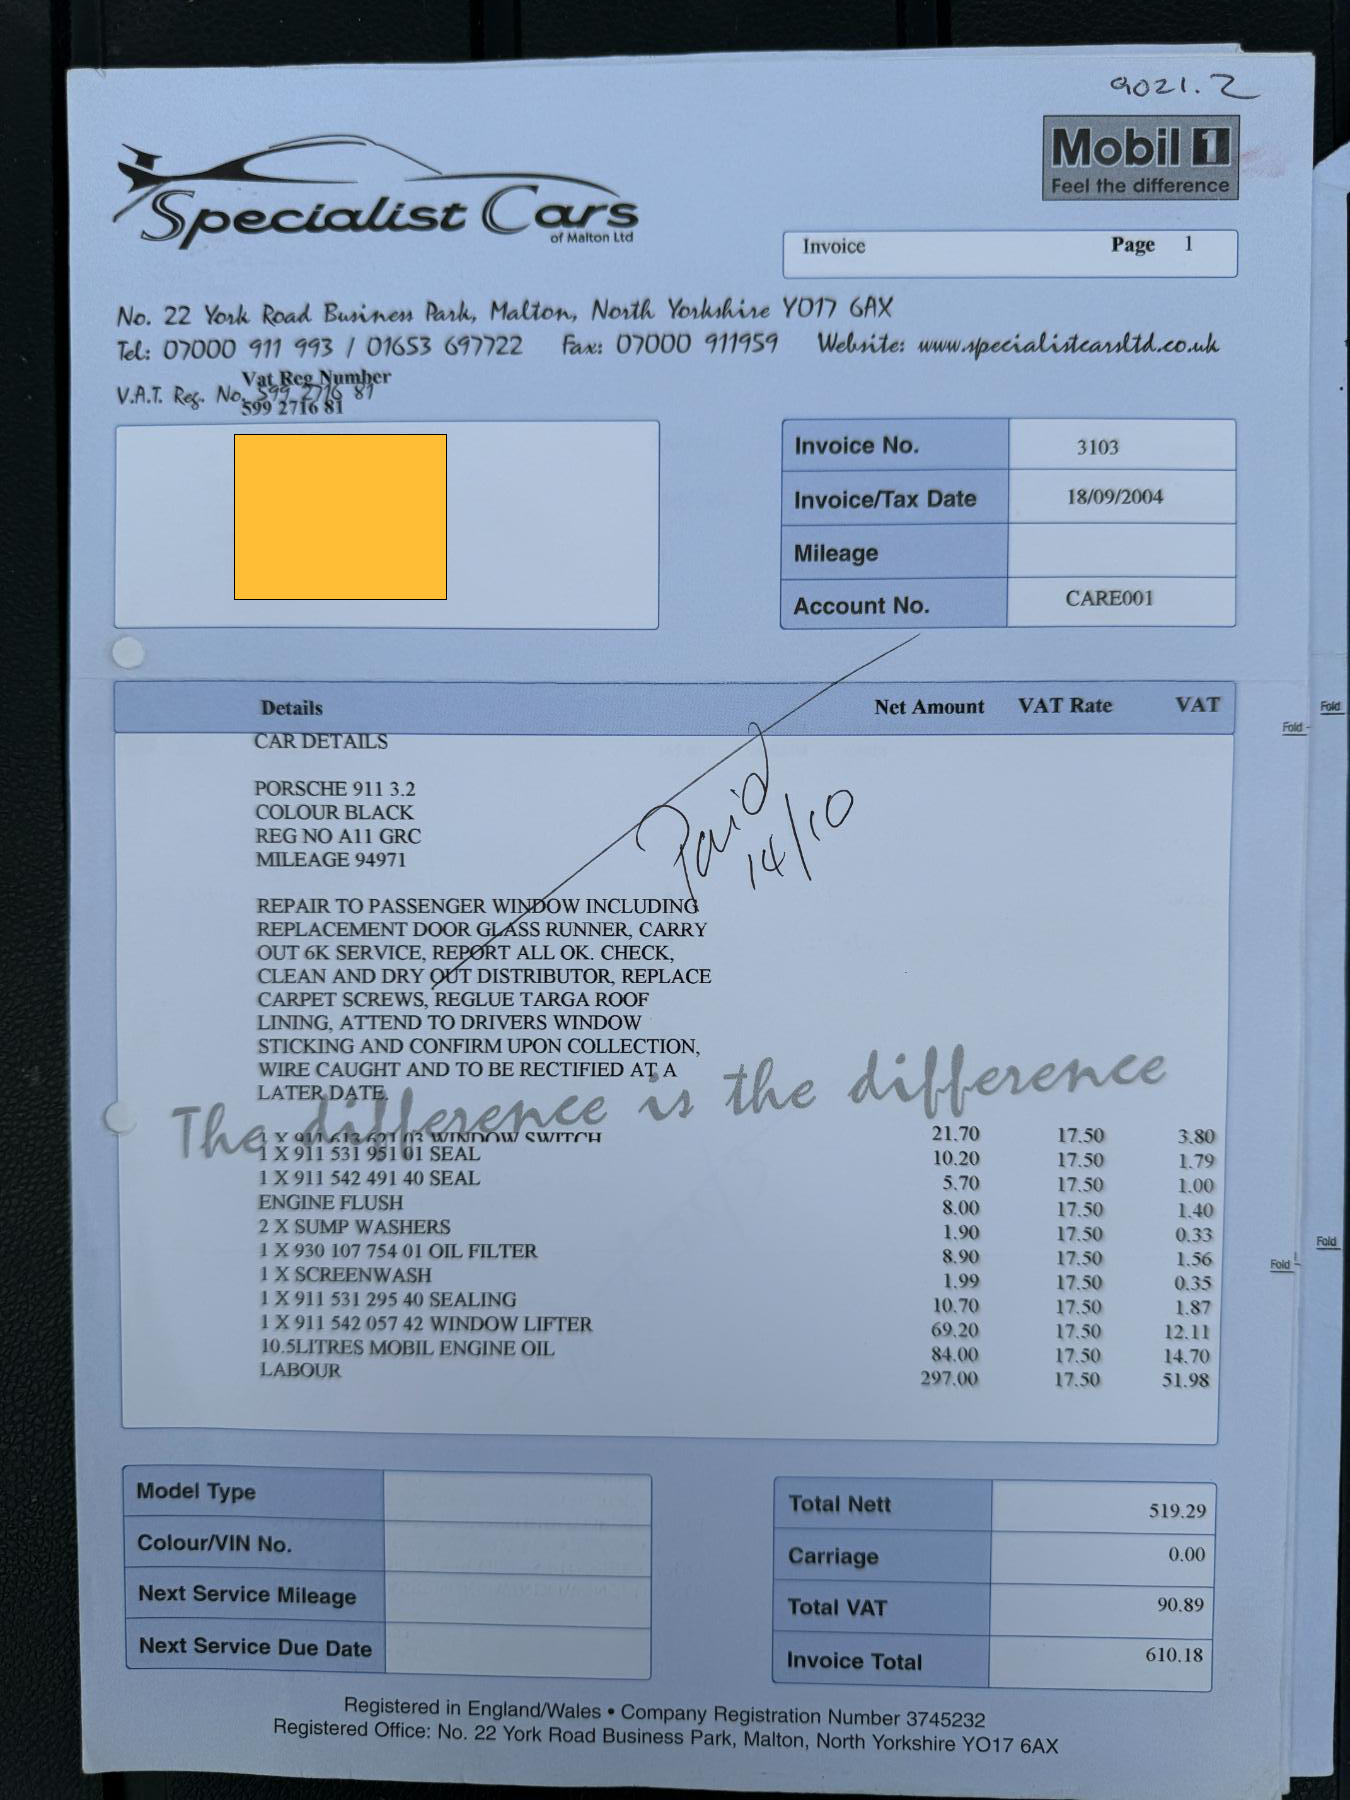 9021.2
Mobil 1
Feel the difference
Specialist Cars
of Malton Ltd
Invoice Page 1
No. 22 York Road Business Park, Malton, North Yorkshire YO17 6AX
Tel: 07000 911 993 / 01653 697722 Fax: 07000 911959 Website: www.specialistcarsltd.co.uk
Vat Reg Number
V.A.T. Reg. No. 599 2716 81
599 2716 81
Invoice No. 3103
Invoice/Tax Date 18/09/2004
Mileage
Account No. CARE001
Details Net Amount VAT Rate VAT
CAR DETAILS
PORSCHE 911 3.2
COLOUR BLACK
REG NO A11 GRC
MILEAGE 94971
Paid
14/10
REPAIR TO PASSENGER WINDOW INCLUDING
REPLACEMENT DOOR GLASS RUNNER, CARRY
OUT 6K SERVICE, REPORT ALL OK. CHECK,
CLEAN AND DRY OUT DISTRIBUTOR, REPLACE
CARPET SCREWS, REGLUE TARGA ROOF
LINING, ATTEND TO DRIVERS WINDOW
STICKING AND CONFIRM UPON COLLECTION,
WIRE CAUGHT AND TO BE RECTIFIED AT A
LATER DATE.
The difference is the difference
1 X 911 613 621 03 WINDOW SWITCH 21.70 17.50 3.80
1 X 911 531 951 01 SEAL 10.20 17.50 1.79
1 X 911 542 491 40 SEAL 5.70 17.50 1.00
ENGINE FLUSH 8.00 17.50 1.40
2 X SUMP WASHERS 1.90 17.50 0.33
1 X 930 107 754 01 OIL FILTER 8.90 17.50 1.56
1 X SCREENWASH 1.99 17.50 0.35
1 X 911 531 295 40 SEALING 10.70 17.50 1.87
1 X 911 542 057 42 WINDOW LIFTER 69.20 17.50 12.11
10.5LITRES MOBIL ENGINE OIL 84.00 17.50 14.70
LABOUR 297.00 17.50 51.98
Fold
Fold
Fold
Fold
Model Type
Colour/VIN No.
Next Service Mileage
Next Service Due Date
Total Nett 519.29
Carriage 0.00
Total VAT 90.89
Invoice Total 610.18
Registered in England/Wales • Company Registration Number 3745232
Registered Office: No. 22 York Road Business Park, Malton, North Yorkshire YO17 6AX